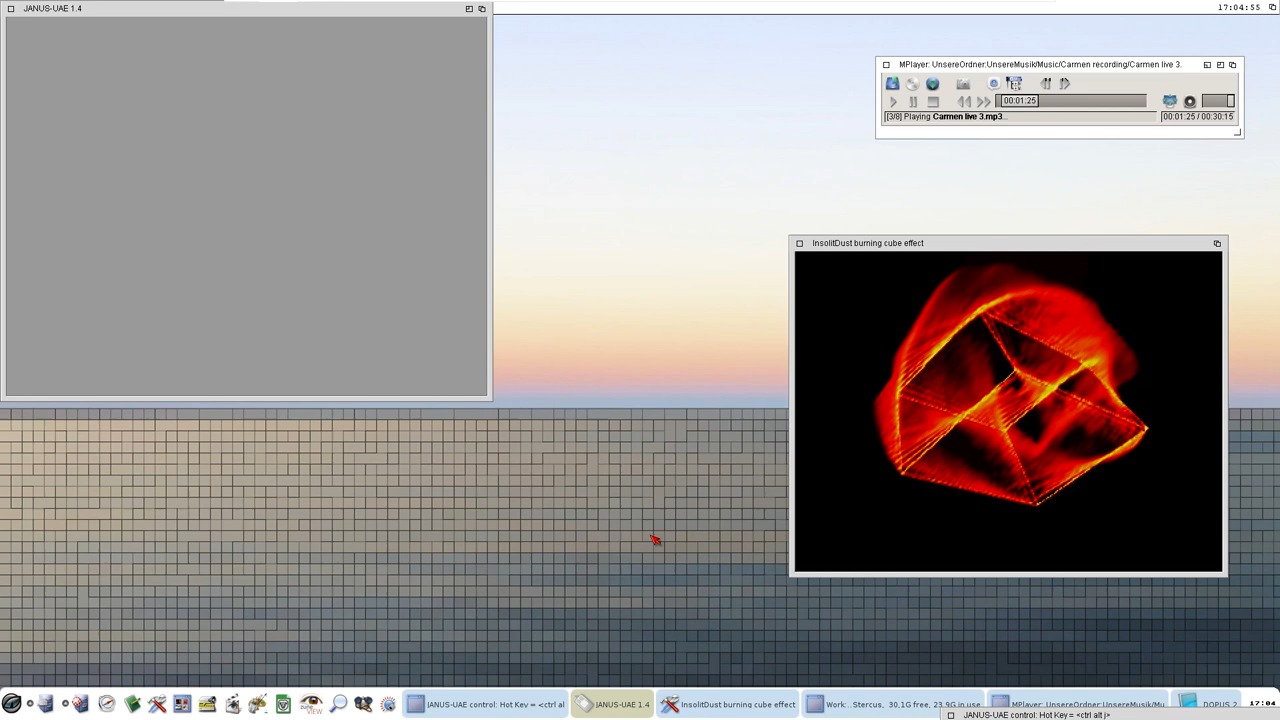 JANUS-UAE 1.4
17:04:55
MPlayer: UnsereOrdner:UnsereMusik/Music/Carmen recording/Carmen live 3.
00:01:25
[3/8] Playing Carmen live 3.mp3...
00:01:25 / 00:30:15
InsolitDust burning cube effect
VIEW
JANUS-UAE control: Hot Key = <ctrl al
JANUS-UAE 1.4
InsolitDust burning cube effect
Work:: Stercus, 30,1G free, 23,9G in use
MPlayer: UnsereOrdner:UnsereMusik/Mu
DOPUS 2
17:04
JANUS-UAE control: Hot Key = <ctrl alt j>